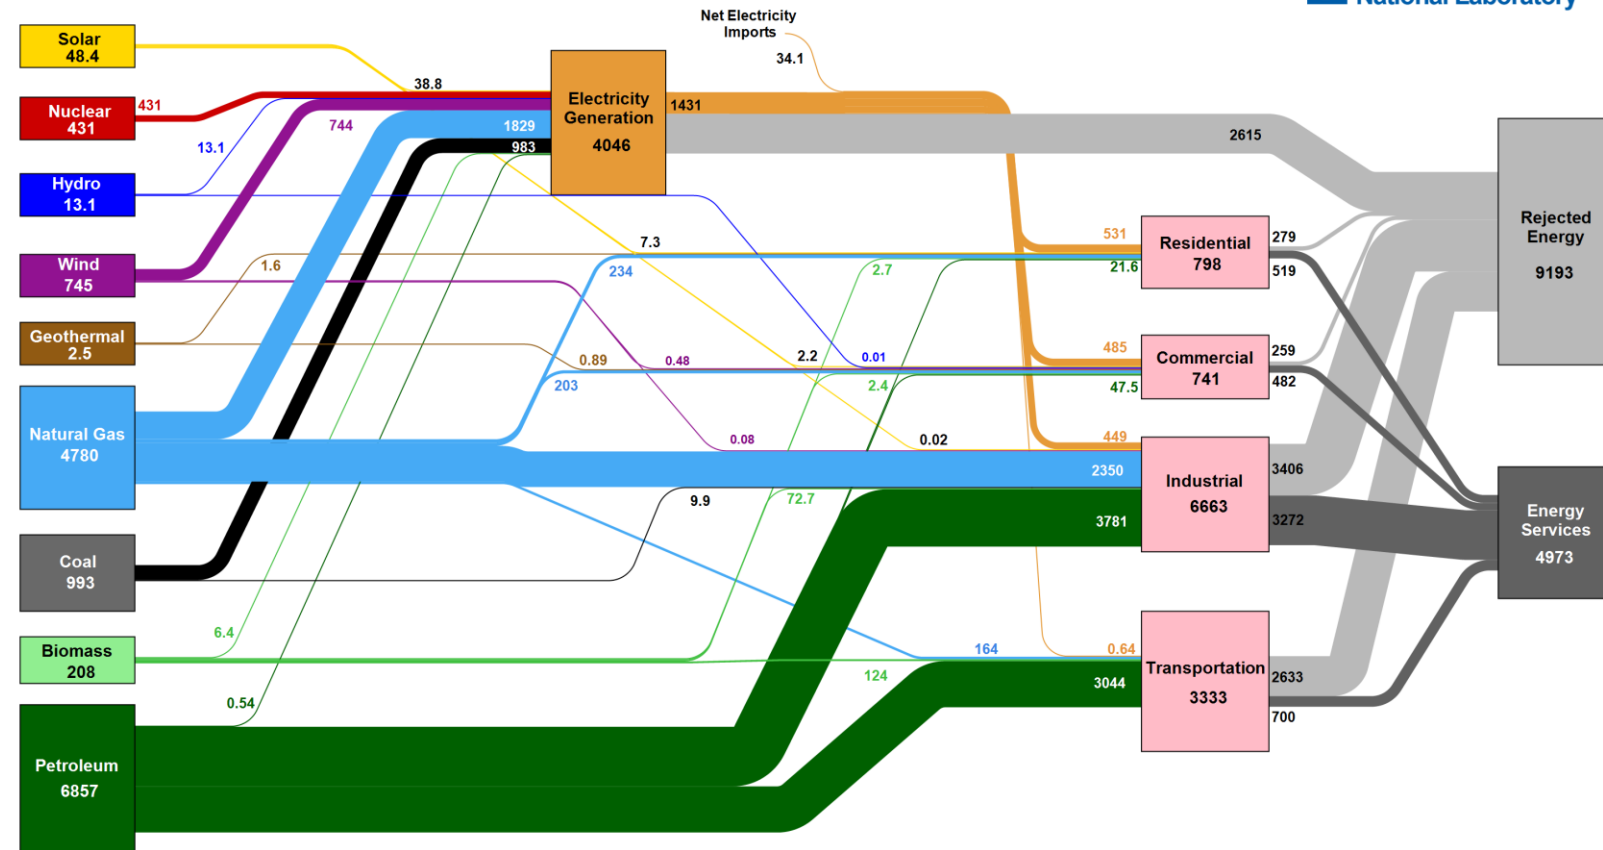 National Laboratory
Net Electricity
Imports
34.1
Solar
48.4
38.8
Electricity
Generation
4046
1431
Nuclear
431
431
744
1829
983
2615
13.1
Hydro
13.1
Rejected
Energy
9193
Residential
798
531
21.6
279
519
7.3
234
2.7
1.6
Wind
745
Geothermal
2.5
0.89
0.48
2.2
0.01
203
2.4
485
47.5
Commercial
741
259
482
Natural Gas
4780
0.08
0.02
449
2350
3781
Industrial
6663
3406
3272
9.9
72.7
Energy
Services
4973
Coal
993
6.4
Biomass
208
0.54
124
164
0.64
3044
Transportation
3333
2633
700
Petroleum
6857